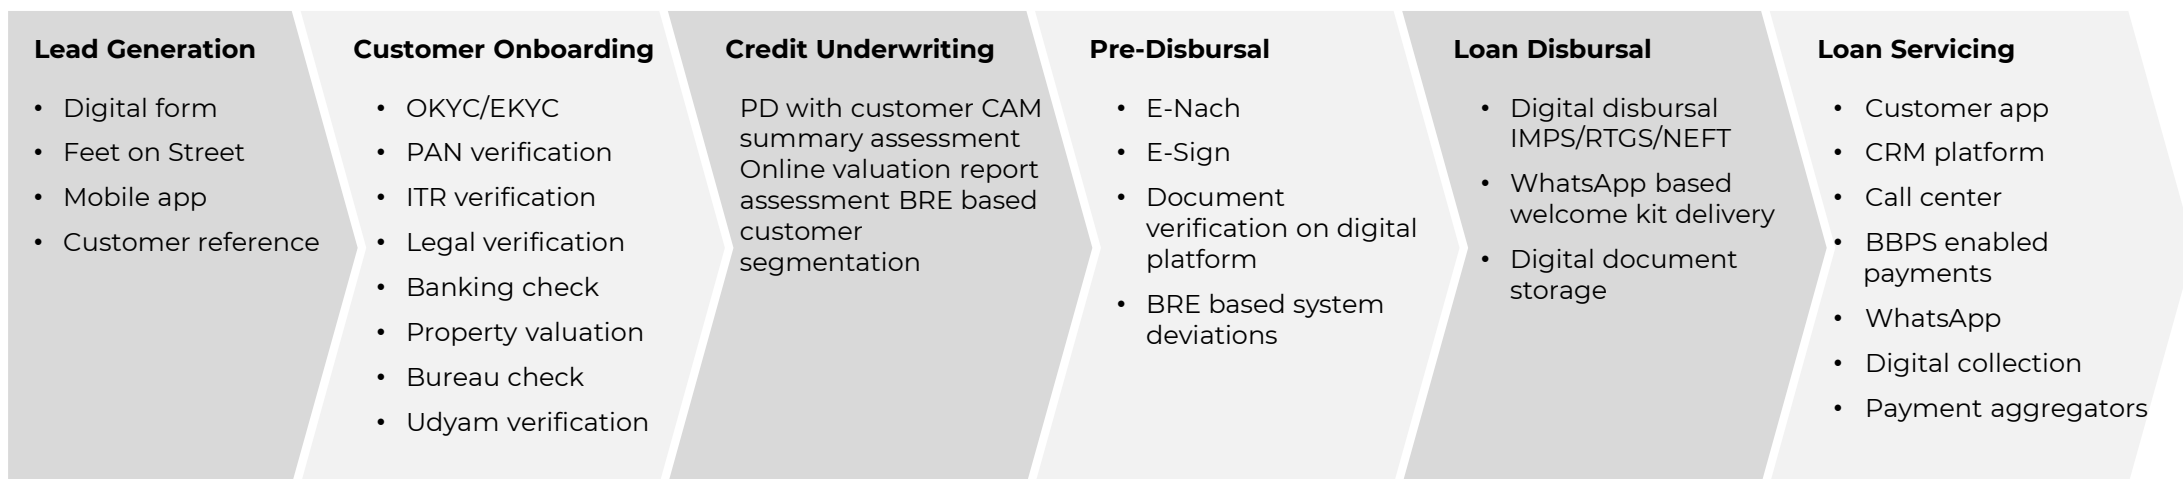 Lead Generation
• Digital form
• Feet on Street
• Mobile app
• Customer reference
Customer Onboarding
• OKYC/EKYC
• PAN verification
• ITR verification
• Legal verification
• Banking check
• Property valuation
• Bureau check
• Udyam verification
Credit Underwriting
PD with customer CAM
summary assessment
Online valuation report
assessment BRE based
customer
segmentation
Pre-Disbursal
• E-Nach
• E-Sign
• Document
verification on digital
platform
• BRE based system
deviations
Loan Disbursal
• Digital disbursal
IMPS/RTGS/NEFT
• WhatsApp based
welcome kit delivery
• Digital document
storage
Loan Servicing
• Customer app
• CRM platform
• Call center
• BBPS enabled
payments
• WhatsApp
• Digital collection
• Payment aggregators